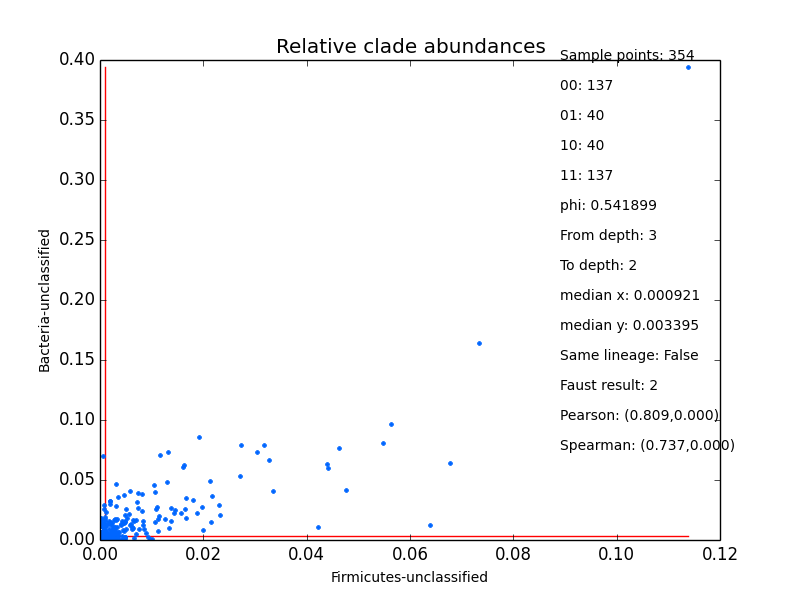 Relative clade abundances
Sample points: 354
00: 137
01: 40
10: 40
11: 137
phi: 0.541899
From depth: 3
To depth: 2
median x: 0.000921
median y: 0.003395
Same lineage: False
Faust result: 2
Pearson: (0.809,0.000)
Spearman: (0.737,0.000)
Bacteria-unclassified
0.40
0.35
0.30
0.25
0.20
0.15
0.10
0.05
0.00
0.00 0.02 0.04 0.06 0.08 0.10 0.12
Firmicutes-unclassified